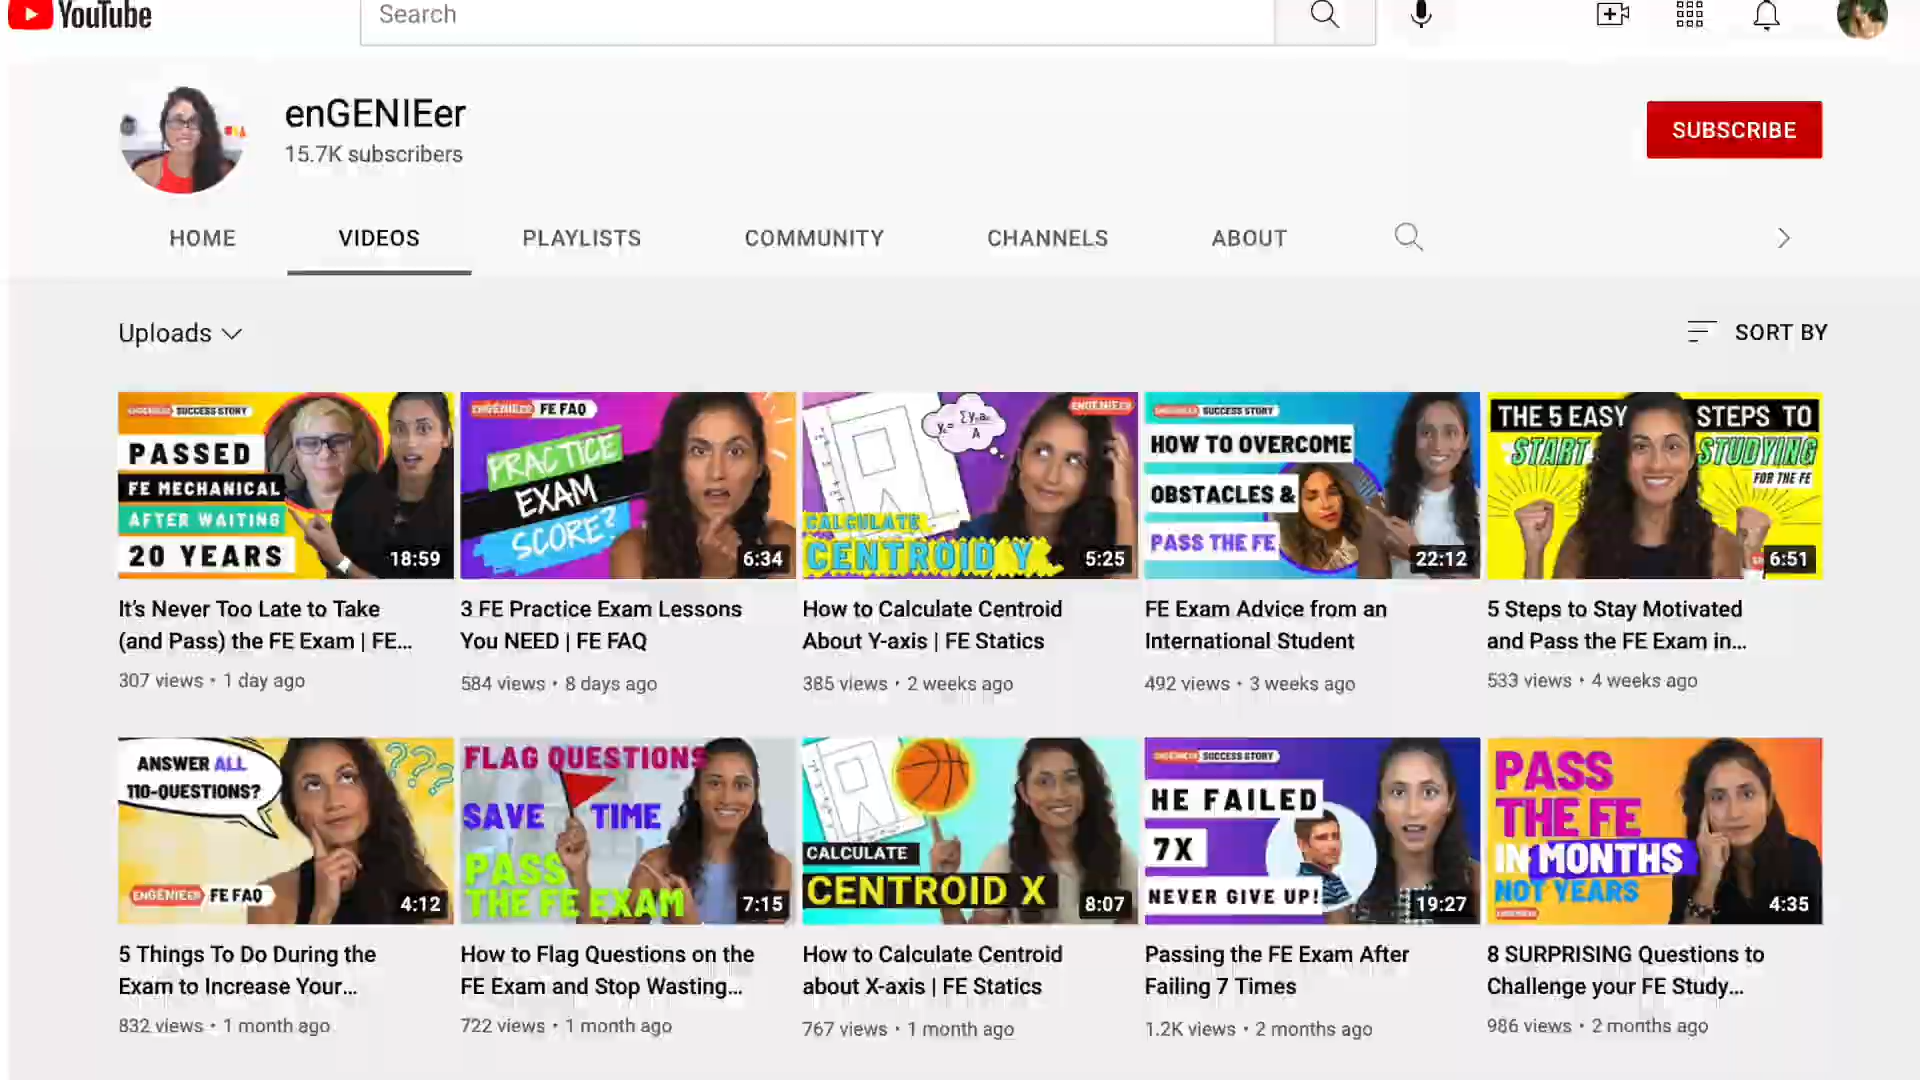 YouTube
Search
enGENIEer
15.7K subscribers
SUBSCRIBE
HOME VIDEOS PLAYLISTS COMMUNITY CHANNELS ABOUT
Uploads
SORT BY
ENGENIEER SUCCESS STORY
PASSED
FE MECHANICAL
AFTER WAITING
20 YEARS
18:59
It's Never Too Late to Take
(and Pass) the FE Exam | FE...
307 views • 1 day ago
ENGENIEER FE FAQ
PRACTICE
EXAM
SCORE?
6:34
3 FE Practice Exam Lessons
You NEED | FE FAQ
584 views • 8 days ago
ENGENIEER
CALCULATE
CENTROID Y
5:25
How to Calculate Centroid
About Y-axis | FE Statics
385 views • 2 weeks ago
ENGENIEER SUCCESS STORY
HOW TO OVERCOME
OBSTACLES &
PASS THE FE
22:12
FE Exam Advice from an
International Student
492 views • 3 weeks ago
THE 5 EASY STEPS TO
START STUDYING
FOR THE FE
6:51
5 Steps to Stay Motivated
and Pass the FE Exam in...
533 views • 4 weeks ago
ANSWER ALL
110-QUESTIONS?
???
ENGENIEER FE FAQ
4:12
5 Things To Do During the
Exam to Increase Your...
832 views • 1 month ago
FLAG QUESTIONS
SAVE TIME
PASS
THE FE EXAM
7:15
How to Flag Questions on the
FE Exam and Stop Wasting...
722 views • 1 month ago
CALCULATE
CENTROID X
8:07
How to Calculate Centroid
about X-axis | FE Statics
767 views • 1 month ago
ENGENIEER SUCCESS STORY
HE FAILED
7X
NEVER GIVE UP!
19:27
Passing the FE Exam After
Failing 7 Times
1.2K views • 2 months ago
PASS
THE FE
IN MONTHS
NOT YEARS
ENGENIEER
4:35
8 SURPRISING Questions to
Challenge your FE Study...
986 views • 2 months ago